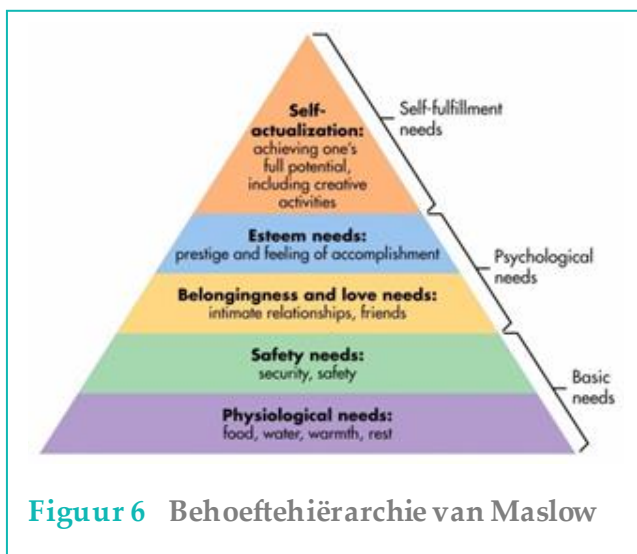 Self-
actualization:
achieving one's
full potential,
including creative
activities
Self-fulfillment
needs
Esteem needs:
prestige and feeling of accomplishment
Psychological
needs
Belongingness and love needs:
intimate relationships, friends
Safety needs:
security, safety
Basic
needs
Physiological needs:
food, water, warmth, rest
Figuur 6 Behoeftehiërarchie van Maslow